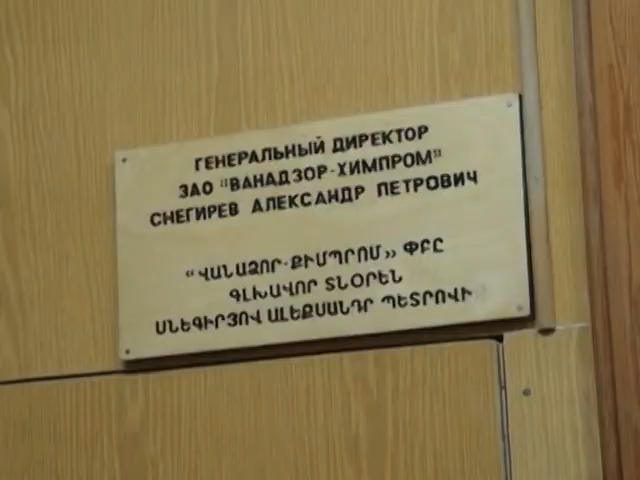 ГЕНЕРАЛЬНЫЙ ДИРЕКТОР
ЗАО "ВАНАДЗОР-ХИМПРОМ"
СНЕГИРЕВ АЛЕКСАНДР ПЕТРОВИЧ
«ՎԱՆԱՁՈՐ-ՔԻՄՊՐՈՄ» ՓԲԸ
ԳԼԽԱՎՈՐ ՏՆՕՐԵՆ
ՍՆԵԳԻՐՅՈՎ ԱԼԵՔՍԱՆԴՐ ՊԵՏՐՈՎԻ